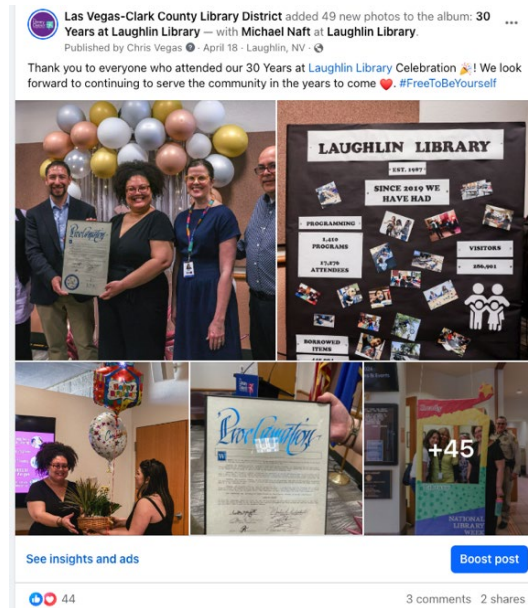 Las Vegas-Clark County Library District added 49 new photos to the album: 30
Years at Laughlin Library — with Michael Naft at Laughlin Library.
Published by Chris Vegas · April 18 · Laughlin, NV ·
Thank you to everyone who attended our 30 Years at Laughlin Library Celebration 🎉! We look
forward to continuing to serve the community in the years to come ❤️. #FreeToBeYourself
Proclamation
LAUGHLIN LIBRARY
EST. 1987
SINCE 2019 WE
HAVE HAD
PROGRAMMING
1,410
PROGRAMS
17,876
ATTENDEES
VISITORS
286,901
BORROWED
ITEMS
Proclamation
+45
NATIONAL
LIBRARY
WEEK
See insights and ads
Boost post
44
3 comments 2 shares